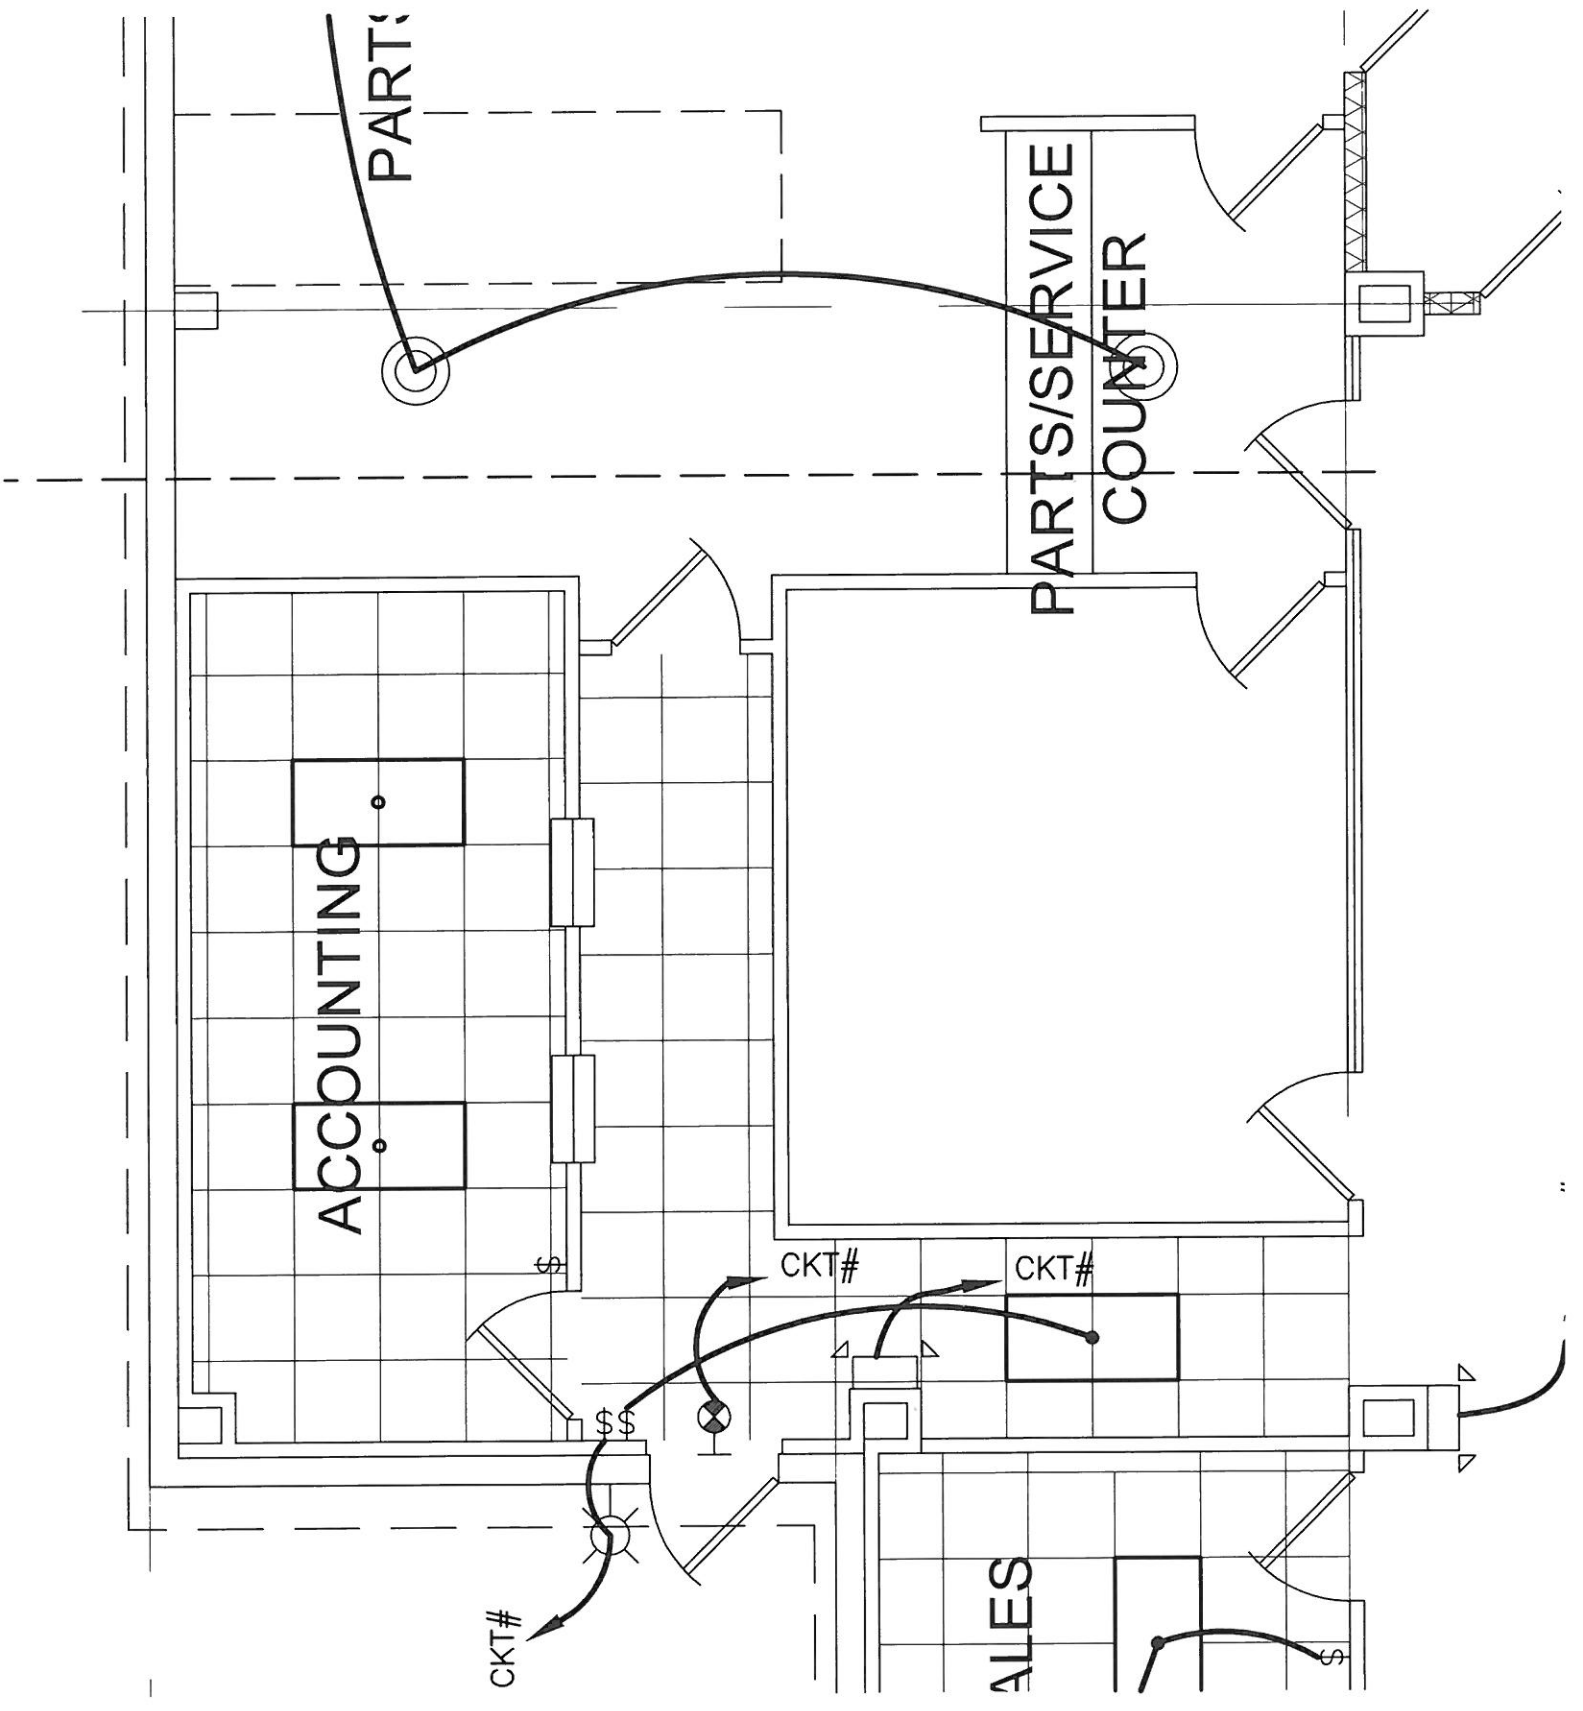 PARTS
PARTS/SERVICE
COUNTER
ACCOUNTING
$
CKT#
CKT#
$$
CKT#
ALES
$